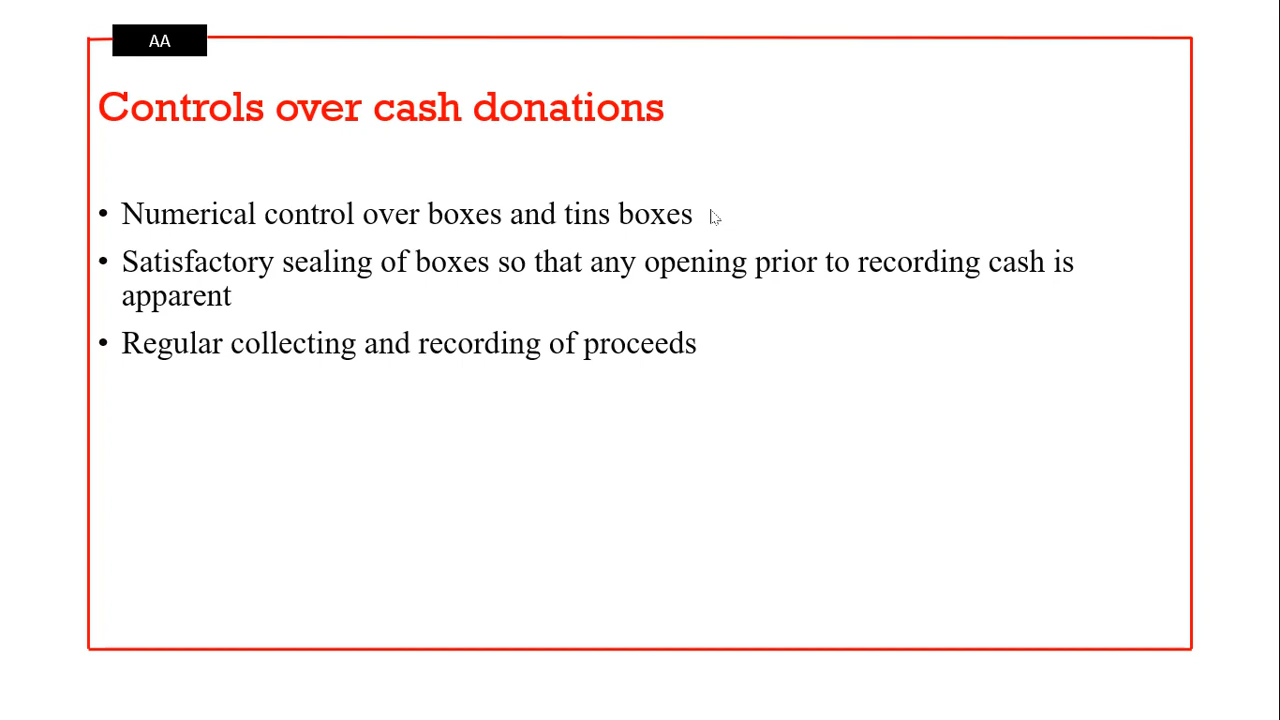 AA
Controls over cash donations
• Numerical control over boxes and tins boxes
• Satisfactory sealing of boxes so that any opening prior to recording cash is
apparent
• Regular collecting and recording of proceeds